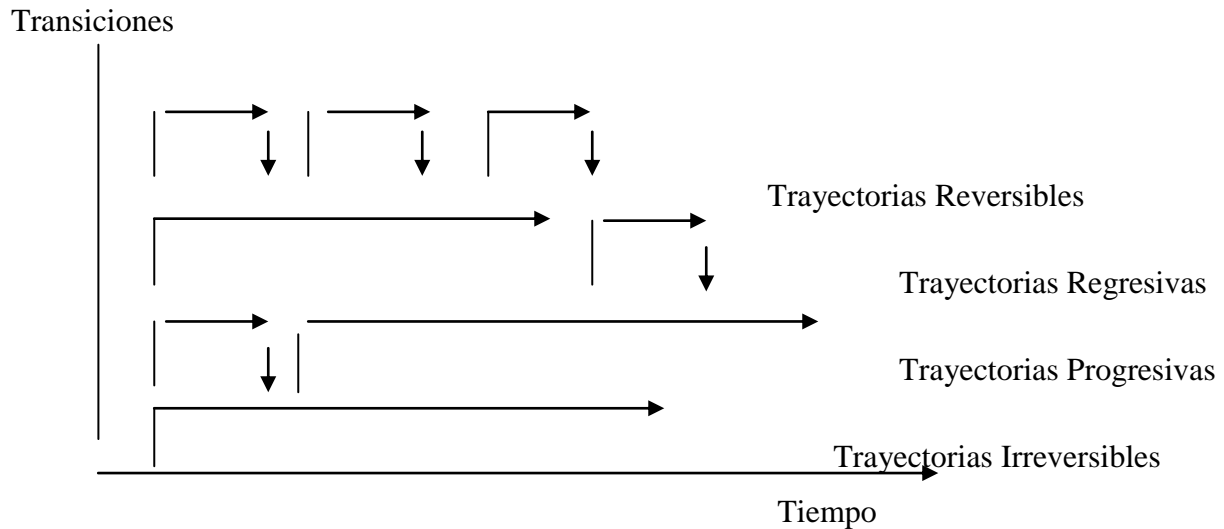 Transiciones
Trayectorias Reversibles
Trayectorias Regresivas
Trayectorias Progresivas
Trayectorias Irreversibles
Tiempo